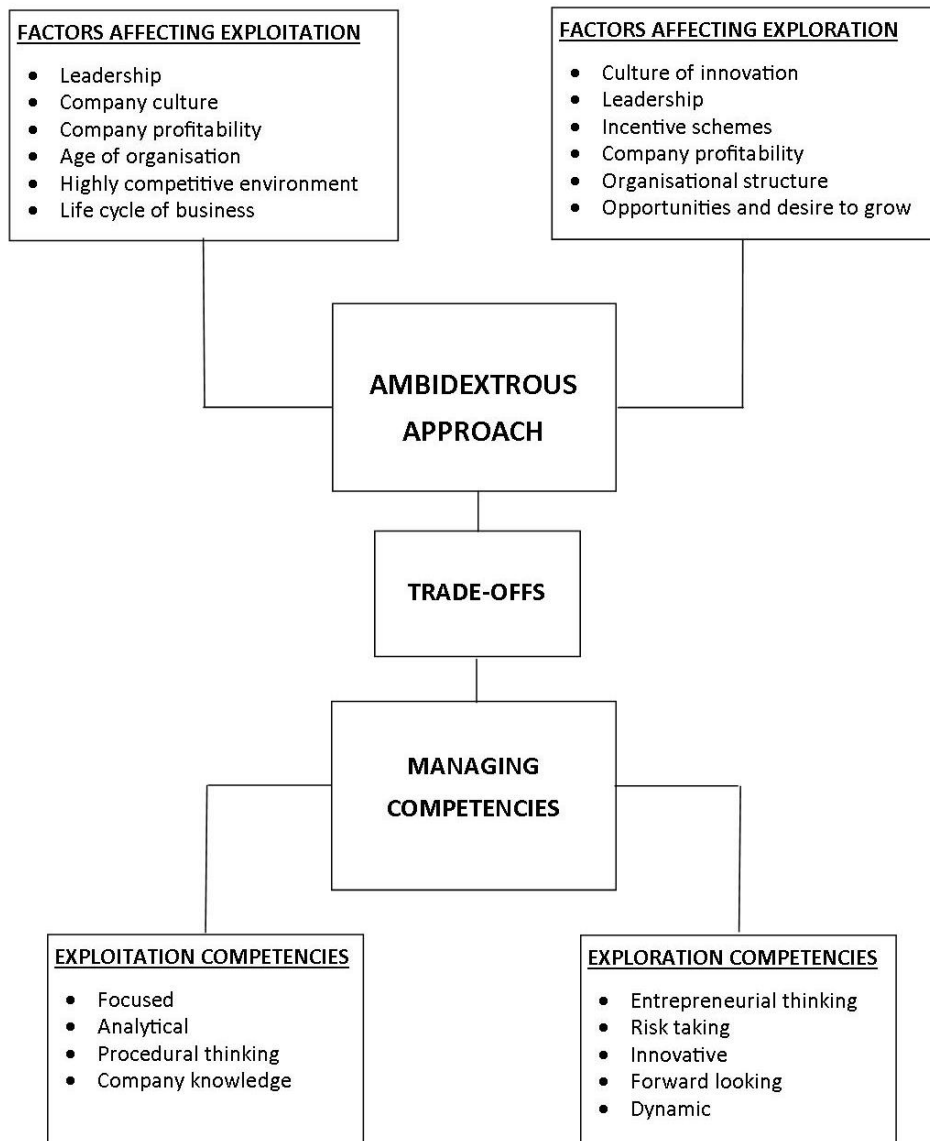 FACTORS AFFECTING EXPLOITATION
• Leadership
• Company culture
• Company profitability
• Age of organisation
• Highly competitive environment
• Life cycle of business
FACTORS AFFECTING EXPLORATION
• Culture of innovation
• Leadership
• Incentive schemes
• Company profitability
• Organisational structure
• Opportunities and desire to grow
AMBIDEXTROUS
APPROACH
TRADE-OFFS
MANAGING
COMPETENCIES
EXPLOITATION COMPETENCIES
• Focused
• Analytical
• Procedural thinking
• Company knowledge
EXPLORATION COMPETENCIES
• Entrepreneurial thinking
• Risk taking
• Innovative
• Forward looking
• Dynamic